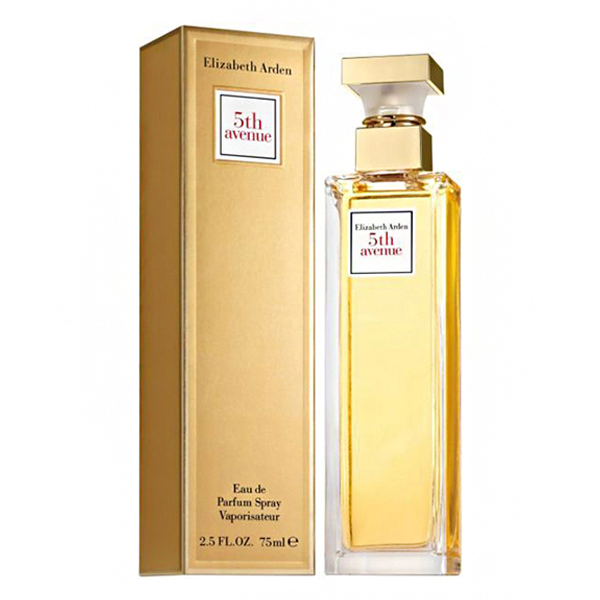 Elizabeth Arden
5th
avenue
Eau de
Parfum Spray
Vaporisateur
2.5 FL.OZ. 75ml ℮
Elizabeth Arden
5th
avenue